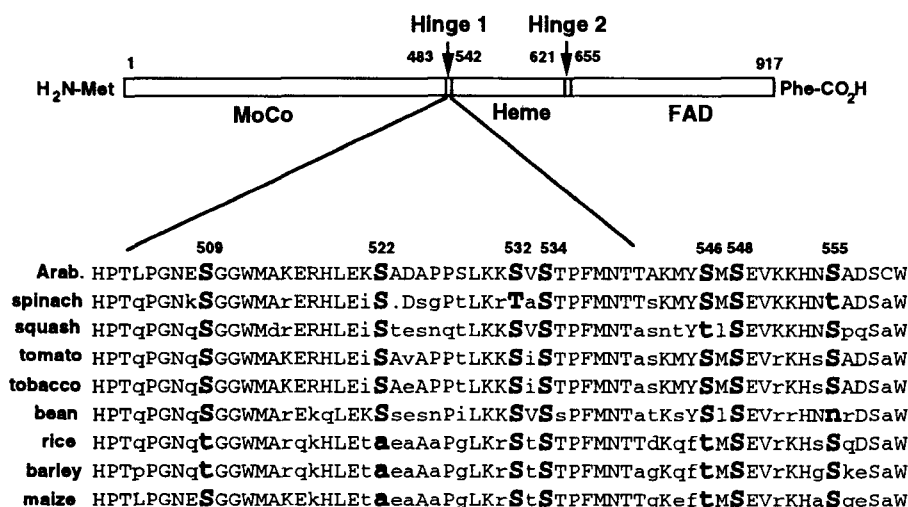 Hinge 1 Hinge 2
1 483 542 621 655 917
H2N-Met Phe-CO2H
MoCo Heme FAD
509 522 532 534 546 548 555
Arab. HPTLPGNESGGWMAKERHLEKSADAPPSLKKSVSTPFMNTTAKMYSMSEVKKHNSADSCW
spinach HPTqPGNkSGGWMArERHLEiS.DsgPtLKrTaSTPFMNTTsKMYSMSEVKKHNtADSaW
squash HPTqPGNqSGGWMdrERHLEiStesnqtLKKSVSTPFMNTasntYtlSEVKKHNSpqSaW
tomato HPTqPGNqSGGWMAKERHLEiSAvAPPtLKKSiSTPFMNTasKMYSMSEVrKHsSADSaW
tobacco HPTqPGNqSGGWMAKERHLEiSAeAPPtLKKSiSTPFMNTasKMYSMSEVrKHsSADSaW
bean HPTqPGNqSGGWMArEkqLEKSsesnPiLKKSVSsPFMNTatKsYSlSEVrrHNnrDSaW
rice HPTqPGNqtGGWMArqkHLEtaeaAaPgLKrStSTPFMNTTdKqftMSEVrKHsSqDSaW
barley HPTpPGNqtGGWMArqkHLEtaeaAaPgLKrStSTPFMNTagKqftMSEVrKHgSkeSaW
maize HPTLPGNESGGWMAKEkHLEtaeaAaPgLKrStSTPFMNTTgKeftMSEVrKHaSqeSaW